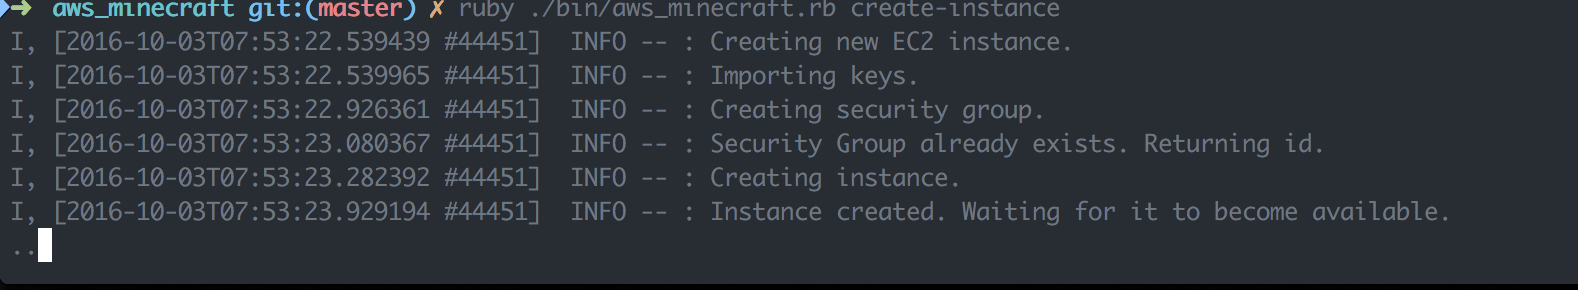 ➜ aws_minecraft git:(master) ✗ ruby ./bin/aws_minecraft.rb create-instance
I, [2016-10-03T07:53:22.539439 #44451]  INFO -- : Creating new EC2 instance.
I, [2016-10-03T07:53:22.539965 #44451]  INFO -- : Importing keys.
I, [2016-10-03T07:53:22.926361 #44451]  INFO -- : Creating security group.
I, [2016-10-03T07:53:23.080367 #44451]  INFO -- : Security Group already exists. Returning id.
I, [2016-10-03T07:53:23.282392 #44451]  INFO -- : Creating instance.
I, [2016-10-03T07:53:23.929194 #44451]  INFO -- : Instance created. Waiting for it to become available.
..